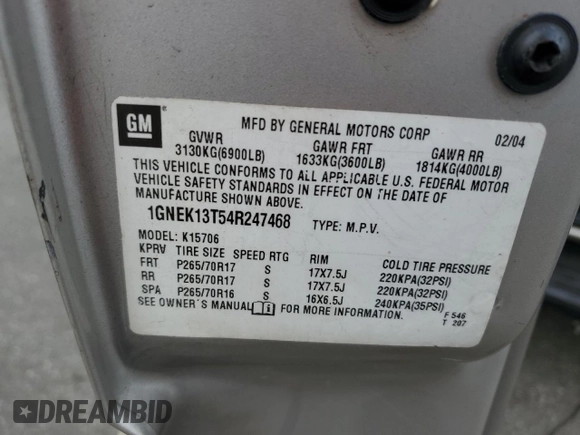 GM ®
MFD BY GENERAL MOTORS CORP 02/04
GVWR GAWR FRT GAWR RR
3130KG(6900LB) 1633KG(3600LB) 1814KG(4000LB)
THIS VEHICLE CONFORMS TO ALL APPLICABLE U.S. FEDERAL MOTOR
VEHICLE SAFETY STANDARDS IN EFFECT ON THE DATE OF
MANUFACTURE SHOWN ABOVE.
1GNEK13T54R247468 TYPE: M.P.V.
MODEL: K15706
KPRA TIRE SIZE SPEED RTG RIM COLD TIRE PRESSURE
FRT P265/70R17 S 17X7.5J 220KPA(32PSI)
RR P265/70R17 S 17X7.5J 220KPA(32PSI)
SPA P265/70R16 S 16X6.5J 240KPA(35PSI)
SEE OWNER'S MANUAL FOR MORE INFORMATION. F 546
T 207
DREAMBID